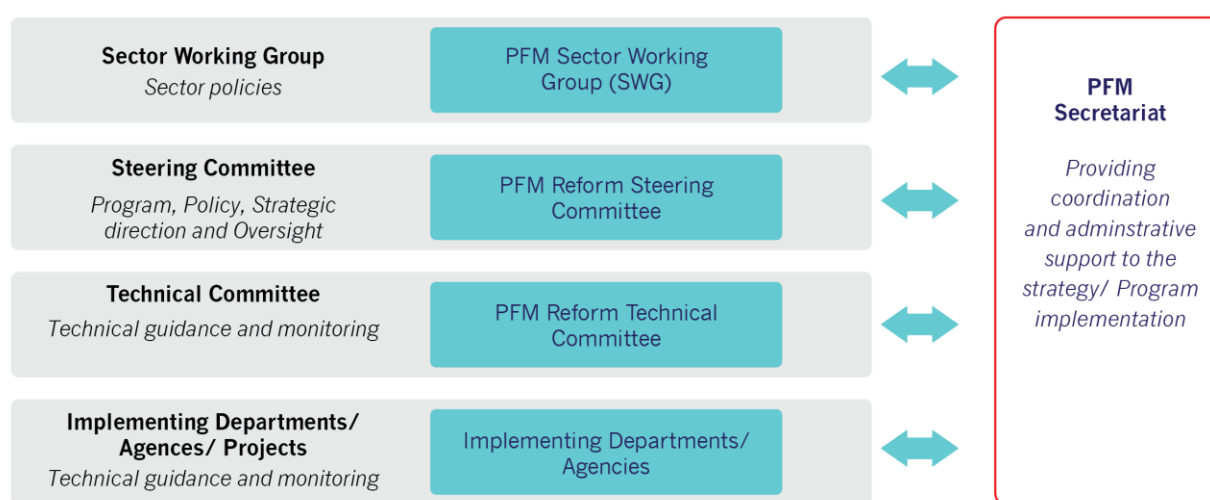 Sector Working Group
Sector policies
PFM Sector Working
Group (SWG)
Steering Committee
Program, Policy, Strategic
direction and Oversight
PFM Reform Steering
Committee
Technical Committee
Technical guidance and monitoring
PFM Reform Technical
Committee
Implementing Departments/
Agences/ Projects
Technical guidance and monitoring
Implementing Departments/
Agencies
PFM
Secretariat
Providing
coordination
and adminstrative
support to the
strategy/ Program
implementation